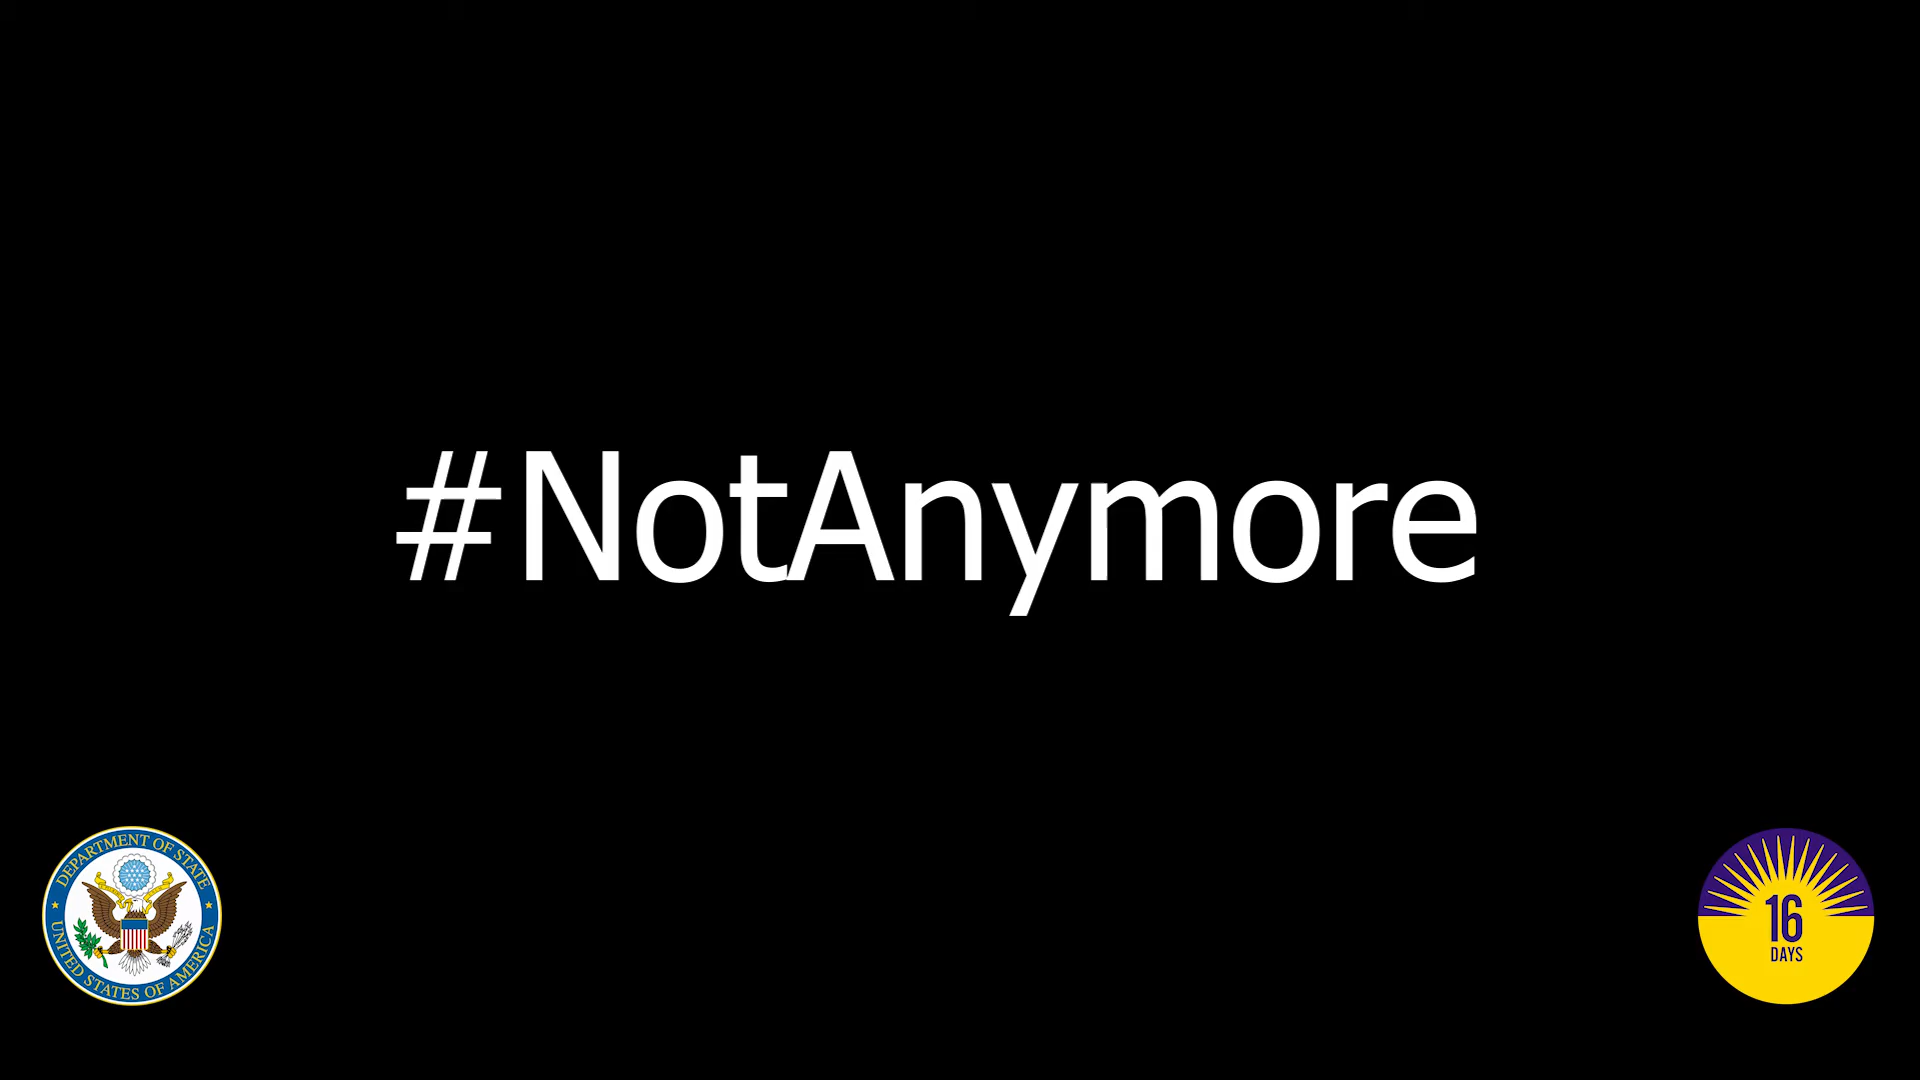 #NotAnymore
DEPARTMENT OF STATE
UNITED STATES OF AMERICA
16
DAYS